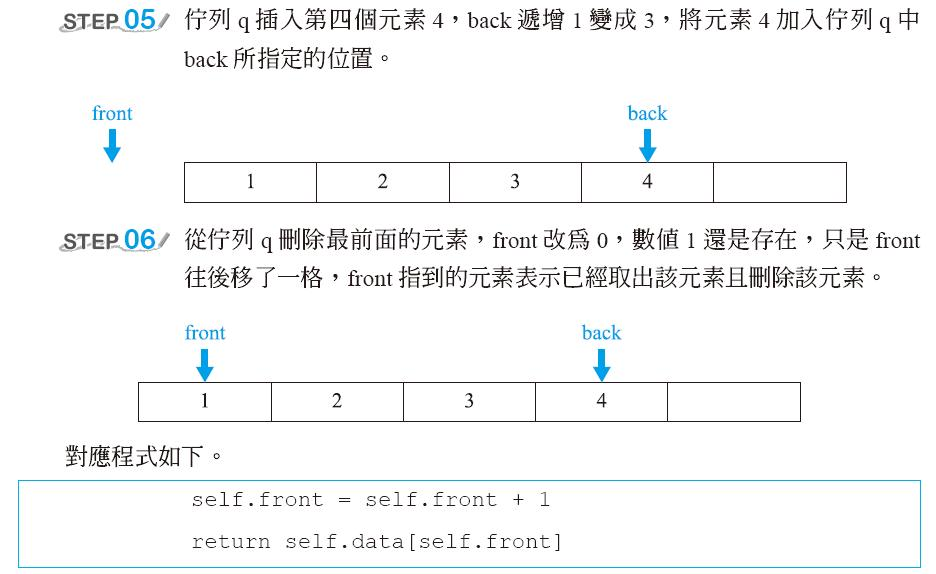 STEP 05 佇列 q 插入第四個元素 4，back 遞增 1 變成 3，將元素 4 加入佇列 q 中
back 所指定的位置。
front back
1 2 3 4
STEP 06 從佇列 q 刪除最前面的元素，front 改為 0，數值 1 還是存在，只是 front
往後移了一格，front 指到的元素表示已經取出該元素且刪除該元素。
front back
1 2 3 4
對應程式如下。
self.front = self.front + 1
return self.data[self.front]